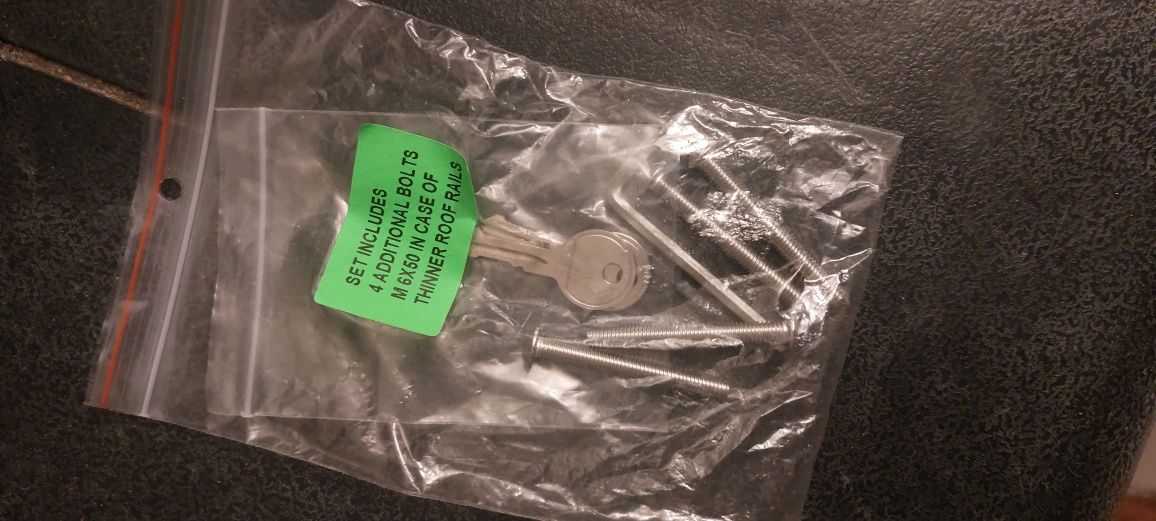 SET INCLUDES
4 ADDITIONAL BOLTS
M 6X50 IN CASE OF
THINNER ROOF RAILS